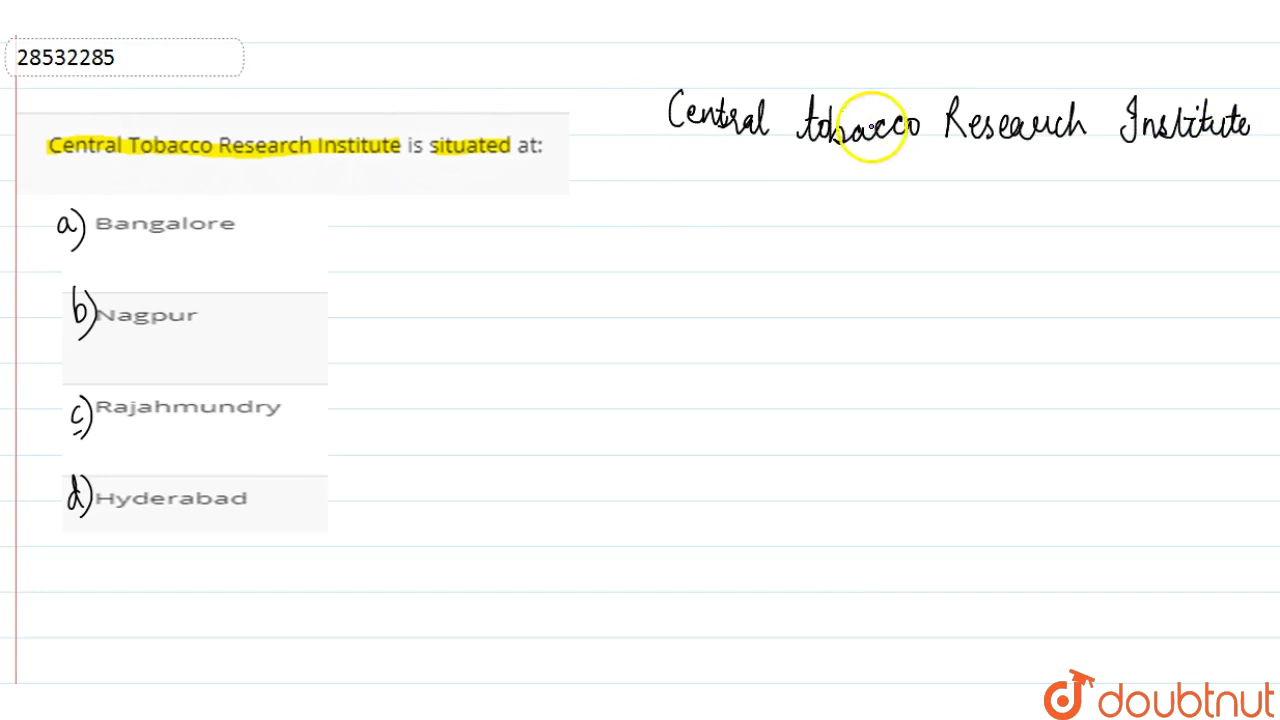 28532285
Central tobacco Research Institute
Central Tobacco Research Institute is situated at:
a) Bangalore
b) Nagpur
c) Rajahmundry
d) Hyderabad
doubtnut